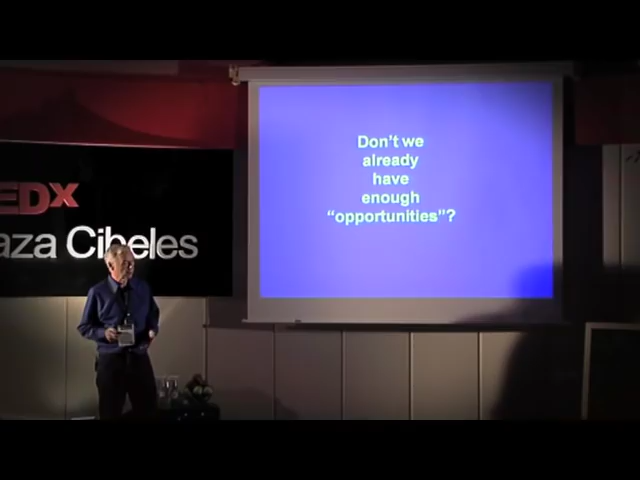 EDx
aza Cibeles
Don't we
already
have
enough
"opportunities"?